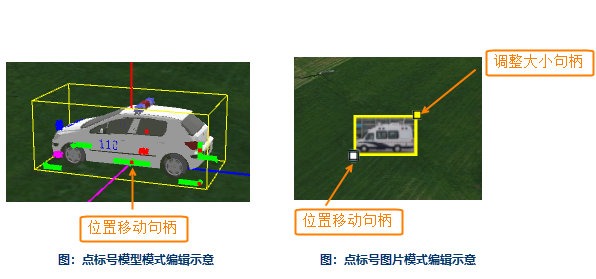 调整大小句柄
110
位置移动句柄
位置移动句柄
图：点标号模型模式编辑示意
图：点标号图片模式编辑示意